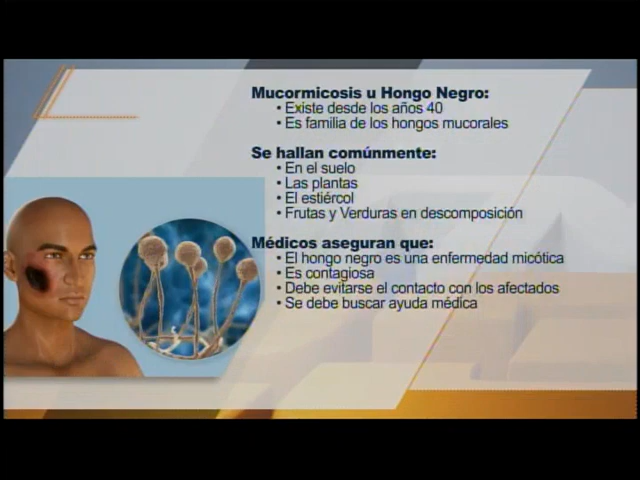 Mucormicosis u Hongo Negro:
• Existe desde los años 40
• Es familia de los hongos mucorales
Se hallan comúnmente:
• En el suelo
• Las plantas
• El estiércol
• Frutas y Verduras en descomposición
Médicos aseguran que:
• El hongo negro es una enfermedad micótica
• Es contagiosa
• Debe evitarse el contacto con los afectados
• Se debe buscar ayuda médica